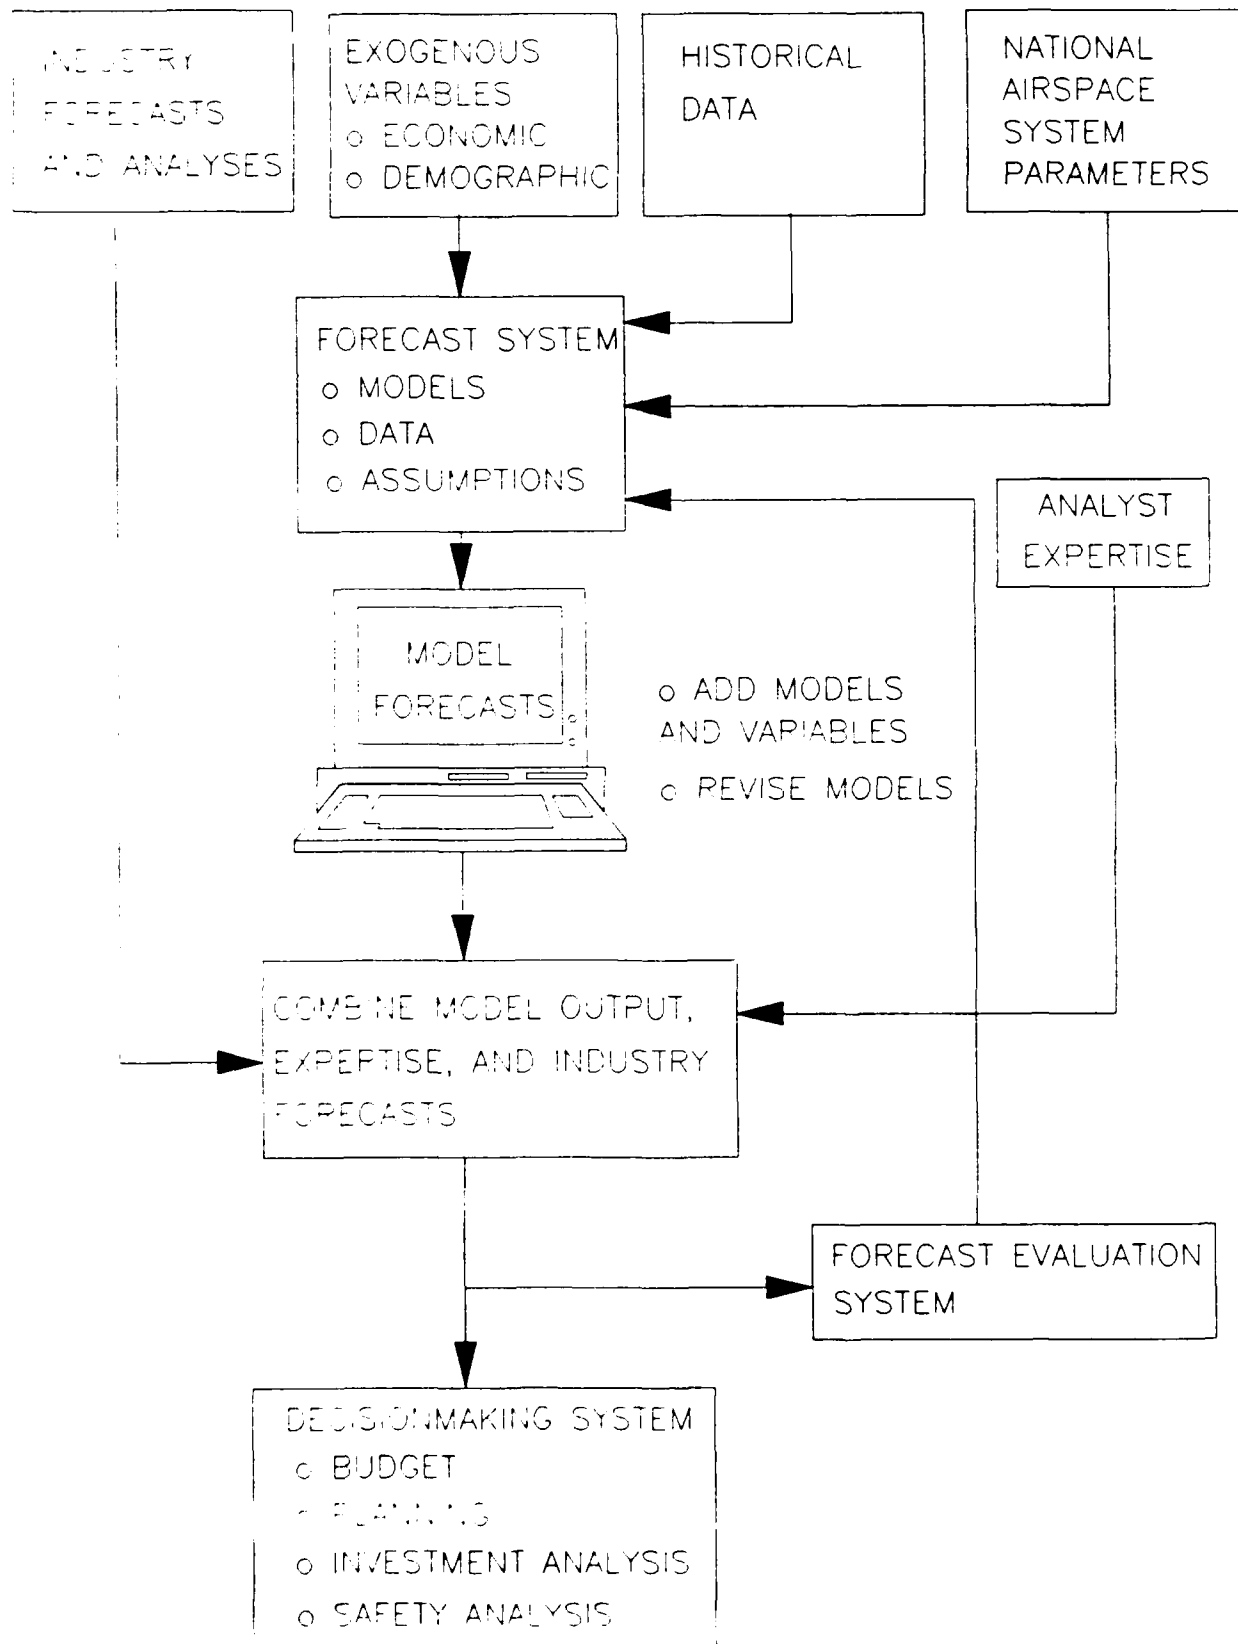 INDUSTRY
FORECASTS
AND ANALYSES
EXOGENOUS
VARIABLES
o ECONOMIC
o DEMOGRAPHIC
HISTORICAL
DATA
NATIONAL
AIRSPACE
SYSTEM
PARAMETERS
FORECAST SYSTEM
o MODELS
o DATA
o ASSUMPTIONS
ANALYST
EXPERTISE
MODEL
FORECASTS
o ADD MODELS
AND VARIABLES
o REVISE MODELS
COMBINE MODEL OUTPUT,
EXPERTISE, AND INDUSTRY
FORECASTS
FORECAST EVALUATION
SYSTEM
DECISIONMAKING SYSTEM
o BUDGET
o PLANNING
o INVESTMENT ANALYSIS
o SAFETY ANALYSIS